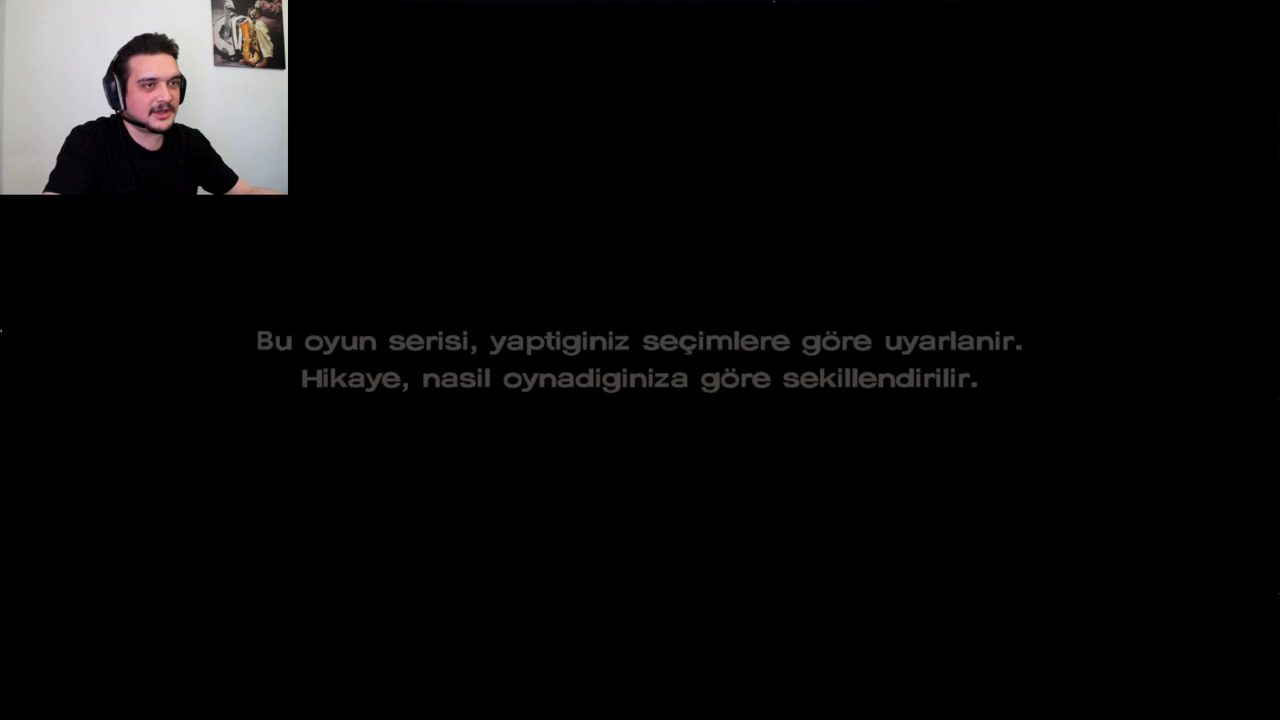 Bu oyun serisi, yaptiginiz seçimlere göre uyarlanir.
Hikaye, nasil oynadiginiza göre sekillendirilir.